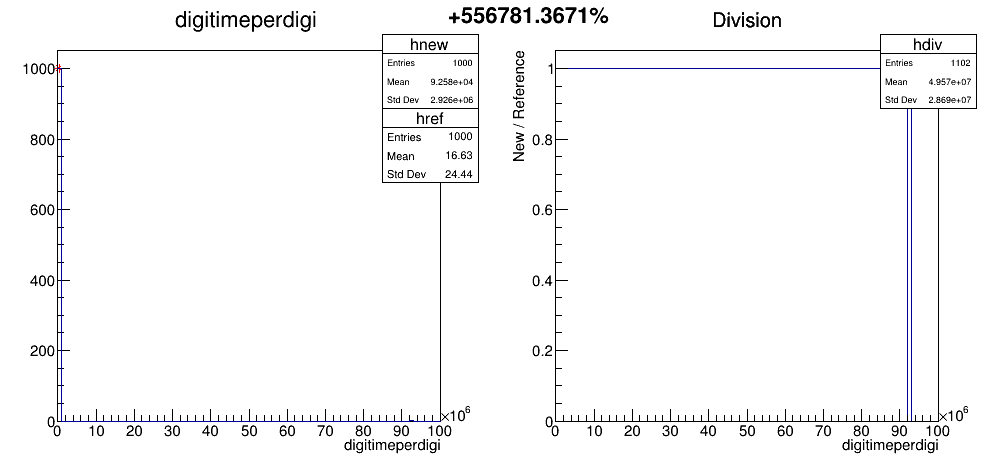 +556781.3671%
digitimeperdigi
hnew
Entries 1000
Mean 9.258e+04
Std Dev 2.926e+06
href
Entries 1000
Mean 16.63
Std Dev 24.44
1000
800
600
400
200
0
0 10 20 30 40 50 60 70 80 90 100
×10⁶
digitimeperdigi
Division
hdiv
Entries 1102
Mean 4.957e+07
Std Dev 2.869e+07
New / Reference
1
0.8
0.6
0.4
0.2
0
0 10 20 30 40 50 60 70 80 90 100
×10⁶
digitimeperdigi